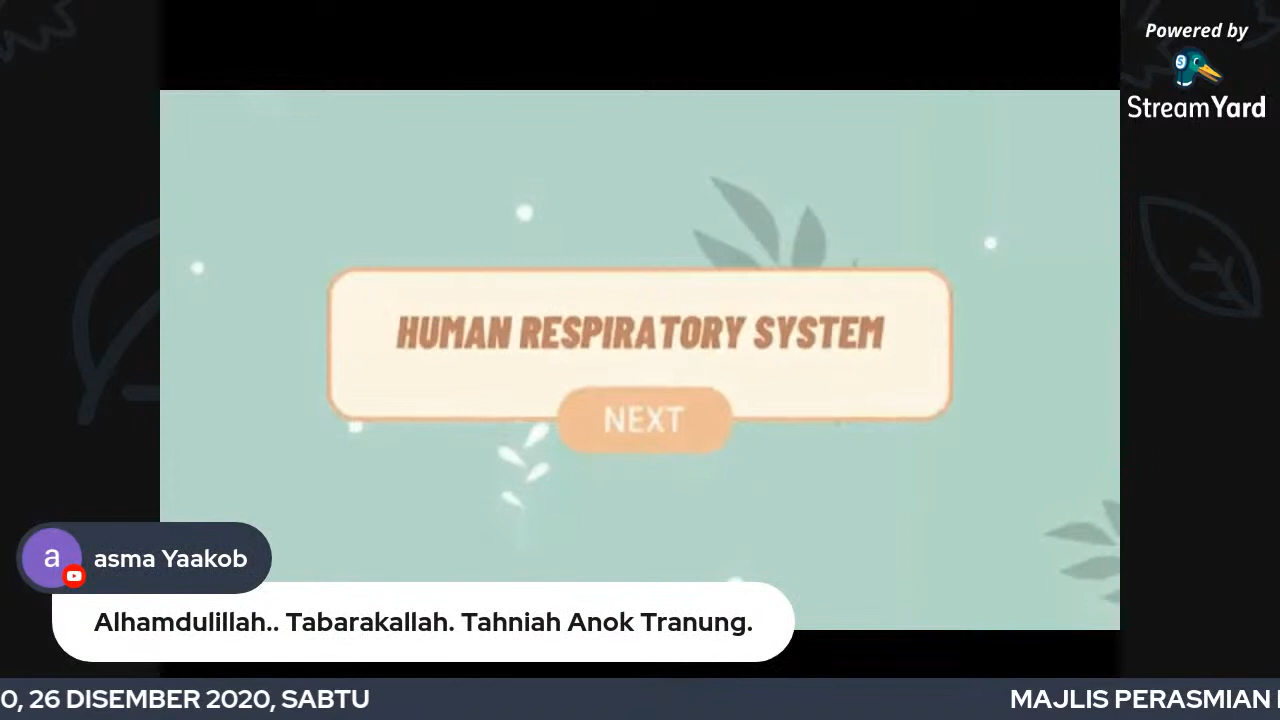 Powered by
StreamYard
HUMAN RESPIRATORY SYSTEM
NEXT
a
asma Yaakob
Alhamdulillah.. Tabarakallah. Tahniah Anok Tranung.
0, 26 DISEMBER 2020, SABTU
MAJLIS PERASMIAN